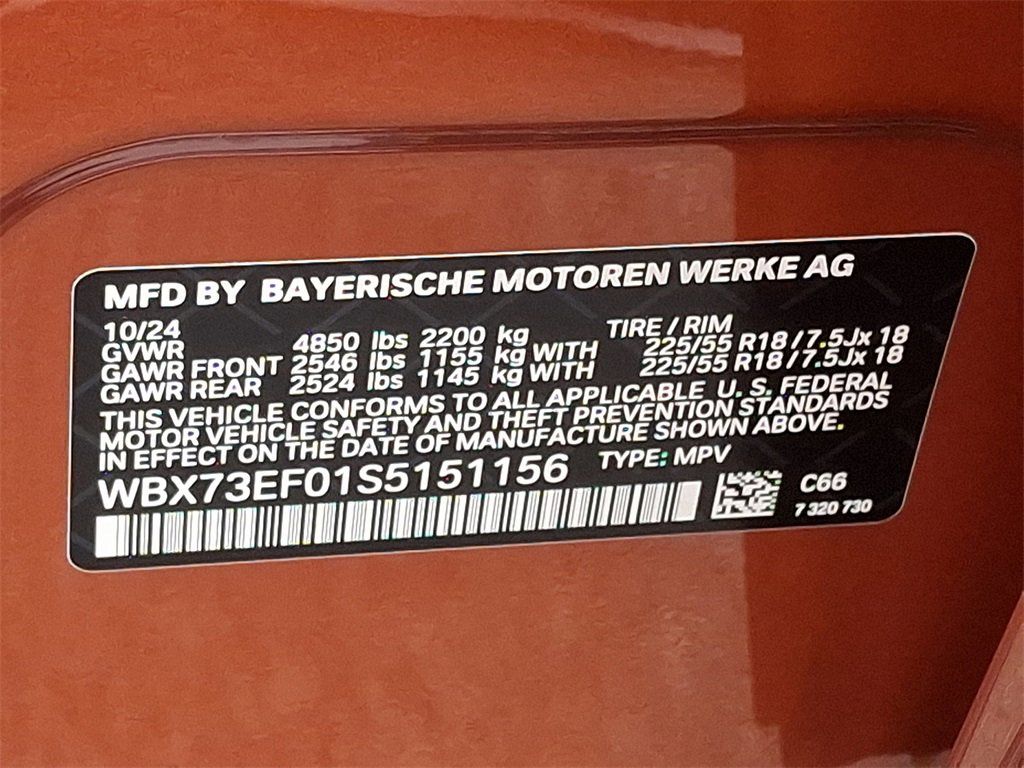 MFD BY BAYERISCHE MOTOREN WERKE AG
10/24 TIRE / RIM
GVWR 4850 lbs 2200 kg
GAWR FRONT 2546 lbs 1155 kg WITH 225/55 R18 / 7.5Jx 18
GAWR REAR 2524 lbs 1145 kg WITH 225/55 R18 / 7.5Jx 18
THIS VEHICLE CONFORMS TO ALL APPLICABLE U. S. FEDERAL
MOTOR VEHICLE SAFETY AND THEFT PREVENTION STANDARDS
IN EFFECT ON THE DATE OF MANUFACTURE SHOWN ABOVE.
WBX73EF01S5151156 TYPE: MPV
C66
7 320 730